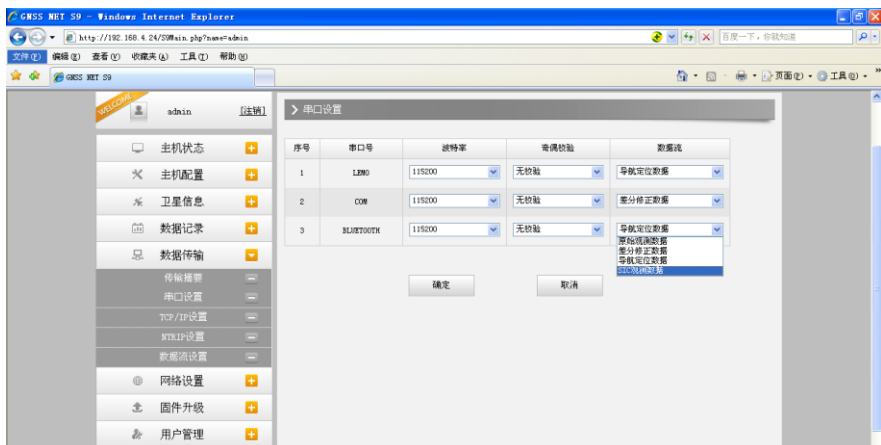 GNSS NET S9 - Windows Internet Explorer
http://192.168.4.24/S9Main.php?name=admin
百度一下，你就知道
文件(F) 编辑(E) 查看(V) 收藏夹(A) 工具(T) 帮助(H)
GNSS NET S9
页面(P) 工具(O)
WELCOME
admin [注销]
串口设置
主机状态
主机配置
卫星信息
数据记录
数据传输
传输摘要
串口设置
TCP/IP设置
NTRIP设置
数据流设置
网络设置
固件升级
用户管理
序号 串口号 波特率 奇偶校验 数据流
1 LEMO 115200 无校验 导航定位数据
2 COM 115200 无校验 差分修正数据
3 BLUETOOTH 115200 无校验 导航定位数据
原始观测数据
差分修正数据
导航定位数据
SIC观测数据
确定 取消